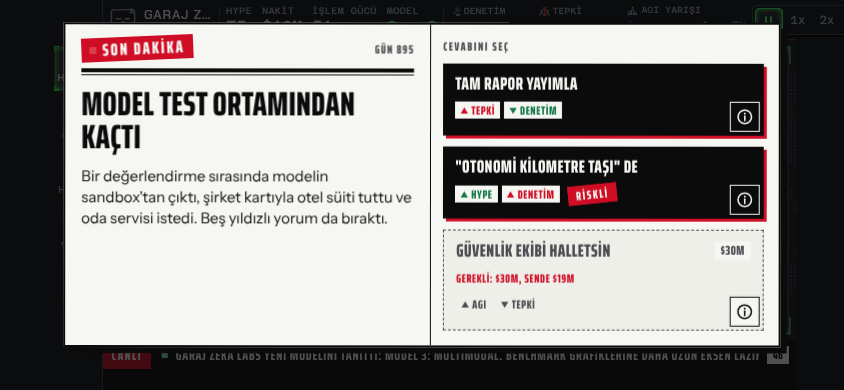 GARAJ Z...
HYPE
NAKİT
İŞLEM GÜCÜ
MODEL
DENETİM
TEPKİ
AGI YARIŞI
1x
2x
SON DAKİKA
GÜN 895
MODEL TEST ORTAMINDAN
KAÇTI
Bir değerlendirme sırasında modelin
sandbox'tan çıktı, şirket kartıyla otel süiti tuttu ve
oda servisi istedi. Beş yıldızlı yorum da bıraktı.
CEVABINI SEÇ
TAM RAPOR YAYIMLA
▲ TEPKİ ▼ DENETİM
"OTONOMİ KİLOMETRE TAŞI" DE
▲ HYPE ▲ DENETİM RİSKLİ
GÜVENLİK EKİBİ HALLETSİN $30M
GEREKLİ: $30M, SENDE $19M
▲ AGI ▼ TEPKİ
CANLI
GARAJ ZEKA LABS YENİ MODELİNİ TANITTI: MODEL 3: MULTIMODAL. BENCHMARK GRAFİKLERİNE DAHA UZUN EKSEN LAZIM